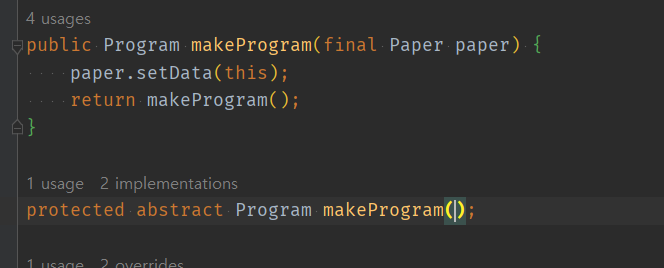 4 usages
public Program makeProgram(final Paper paper) {
    paper.setData(this);
    return makeProgram();
}
1 usage   2 implementations
protected abstract Program makeProgram();
1 usage   2 overrides